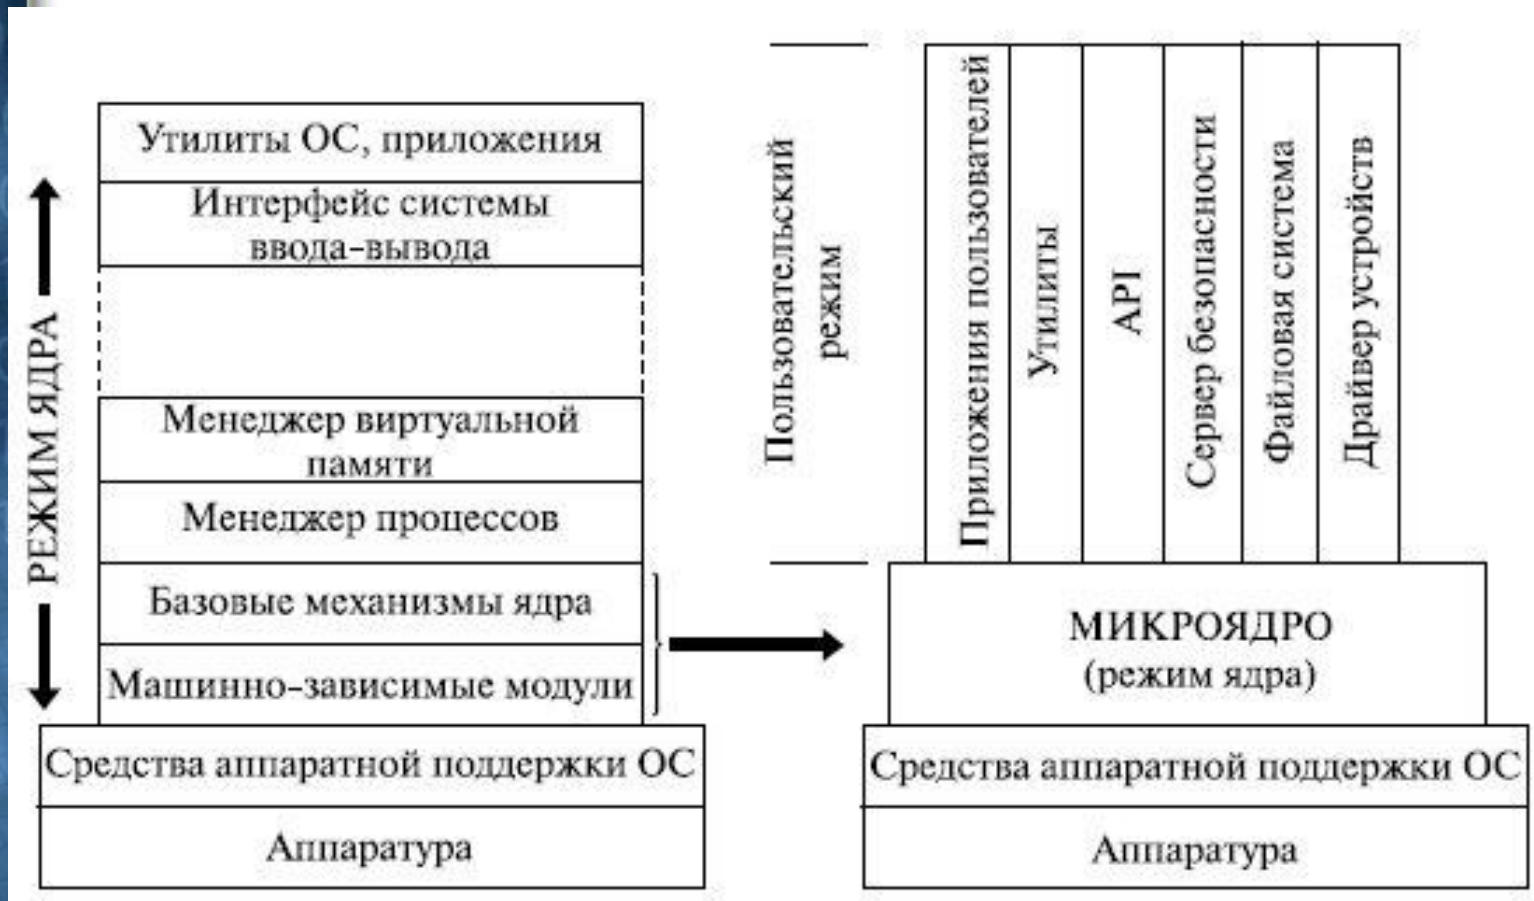 РЕЖИМ ЯДРА
Утилиты ОС, приложения
Интерфейс системы
ввода-вывода
Менеджер виртуальной
памяти
Менеджер процессов
Базовые механизмы ядра
Машинно-зависимые модули
Средства аппаратной поддержки ОС
Аппаратура
Пользовательский
режим
Приложения пользователей
Утилиты
API
Сервер безопасности
Файловая система
Драйвер устройств
МИКРОЯДРО
(режим ядра)
Средства аппаратной поддержки ОС
Аппаратура